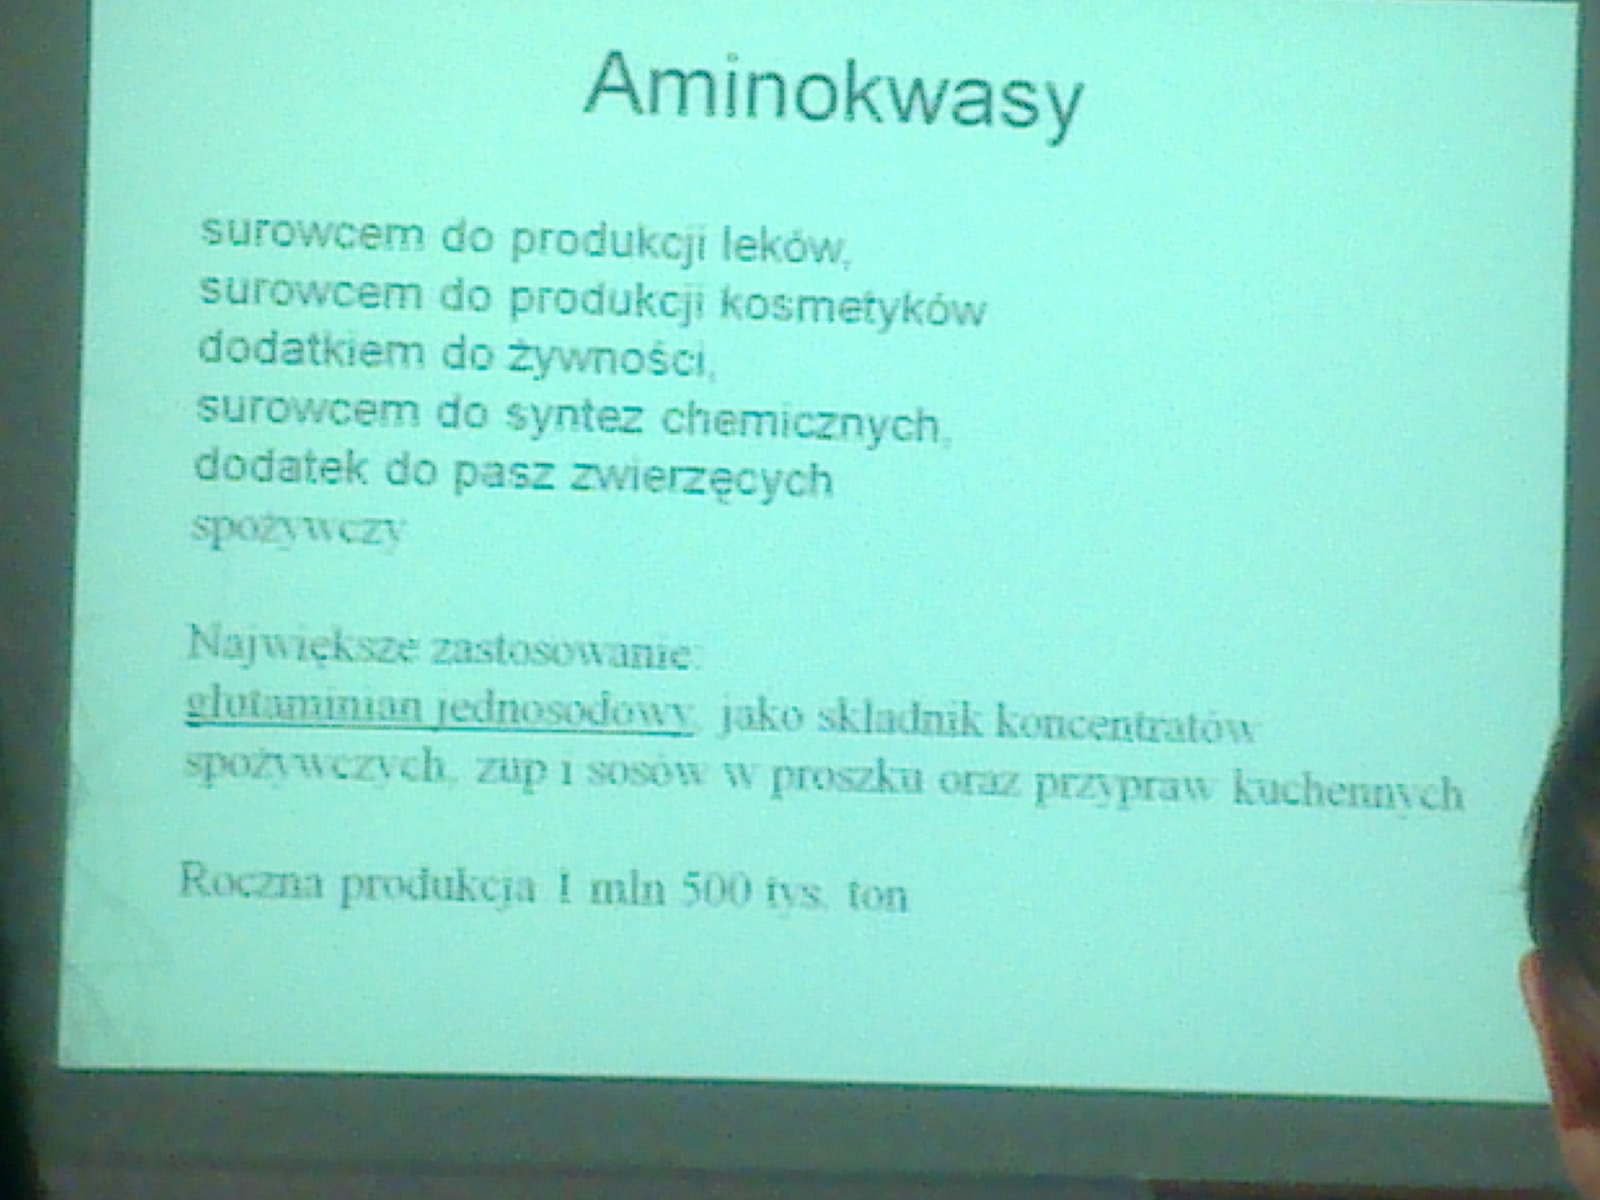 Aminokwasy
surowcem do produkcji leków,
surowcem do produkcji kosmetyków
dodatkiem do żywności,
surowcem do syntez chemicznych,
dodatek do pasz zwierzęcych
spożywczy
Największe zastosowanie:
glutaminian jednosodowy, jako składnik koncentratów
spożywczych, zup i sosów w proszku oraz przypraw kuchennych
Roczna produkcja 1 mln 500 tys. ton